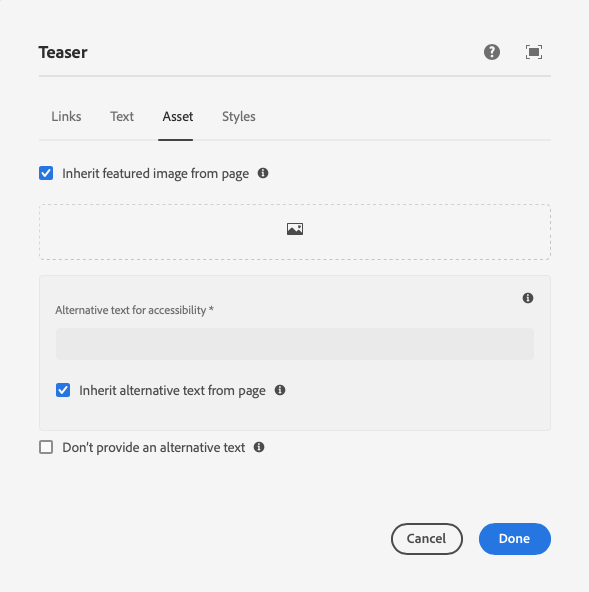 Teaser
Links Text Asset Styles
Inherit featured image from page
Alternative text for accessibility *
Inherit alternative text from page
Don't provide an alternative text
Cancel Done